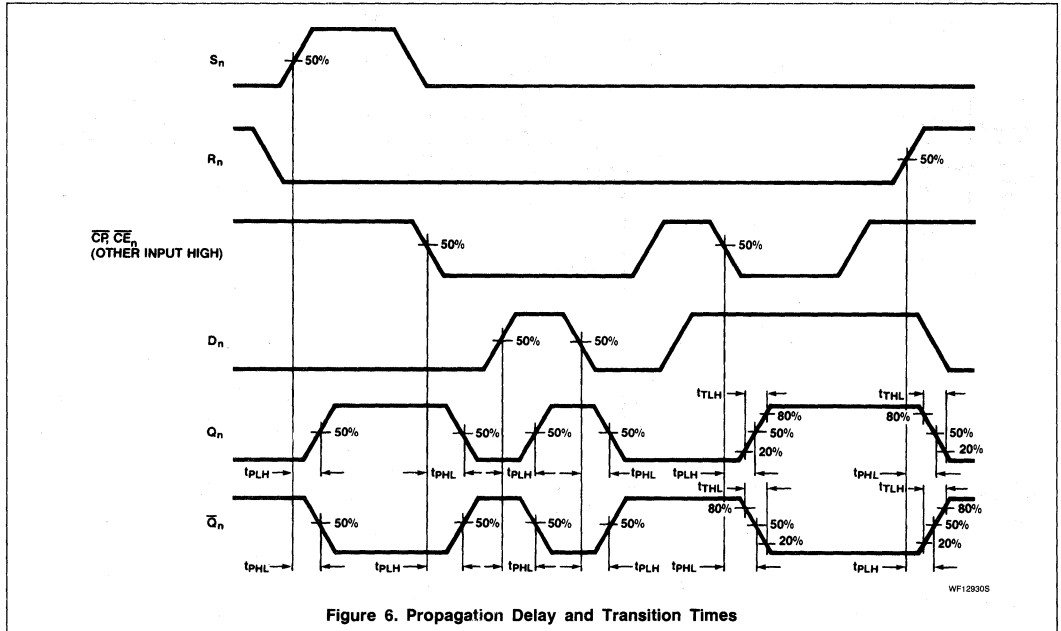 Sn
50%
Rn
50%
CP, CEn
(OTHER INPUT HIGH)
50%
50%
Dn
50%
50%
tTLH
tTHL
80%
80%
Qn
50%
50%
50%
50%
50%
50%
20%
20%
tPLH
tPHL
tPLH
tPHL
tPLH
tPHL
tTHL
tTLH
80%
80%
Qn
50%
50%
50%
50%
50%
50%
20%
20%
tPHL
tPLH
tPHL
tPLH
tPHL
tPLH
WF12930S
Figure 6. Propagation Delay and Transition Times